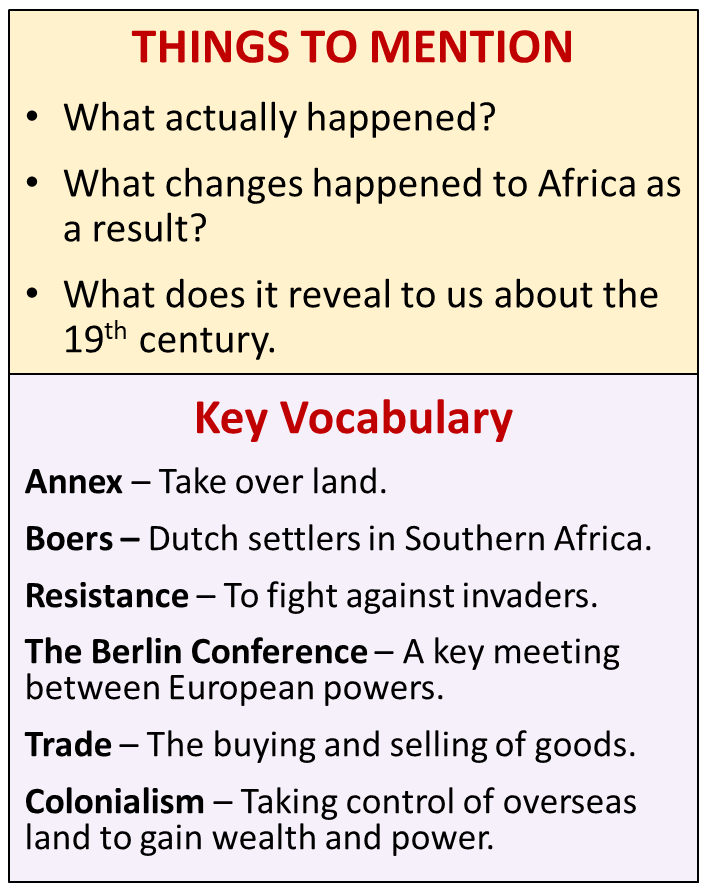 THINGS TO MENTION
• What actually happened?
• What changes happened to Africa as
a result?
• What does it reveal to us about the
19th century.
Key Vocabulary
Annex – Take over land.
Boers – Dutch settlers in Southern Africa.
Resistance – To fight against invaders.
The Berlin Conference – A key meeting
between European powers.
Trade – The buying and selling of goods.
Colonialism – Taking control of overseas
land to gain wealth and power.